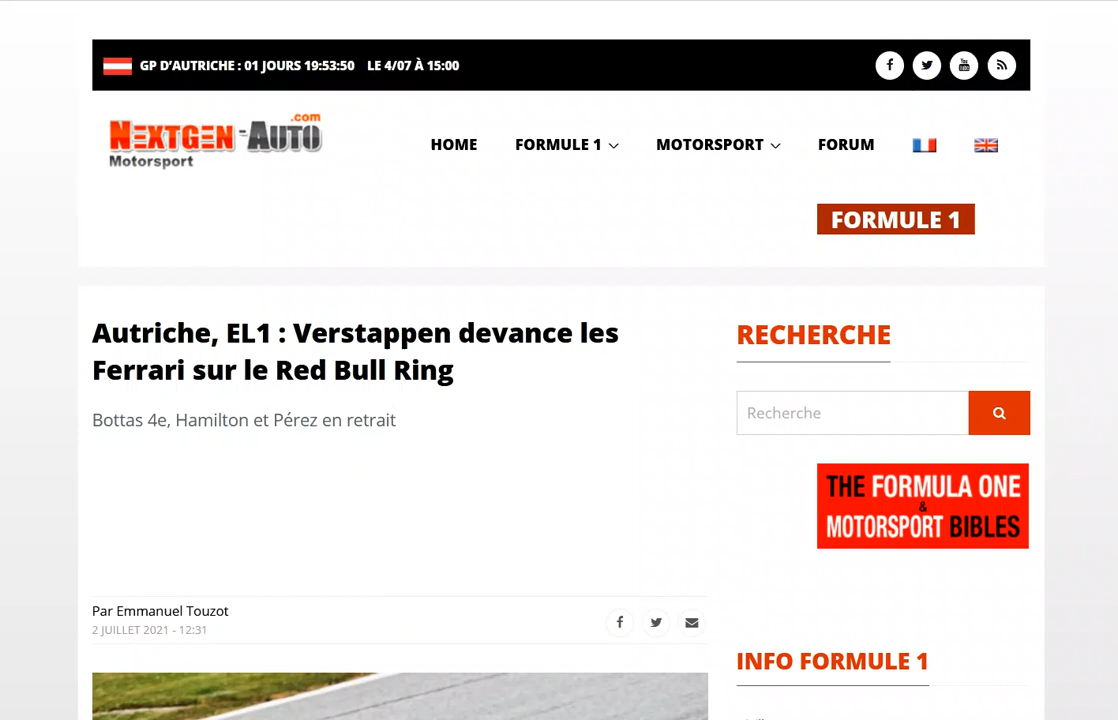 GP D'AUTRICHE : 01 JOURS 19:53:50 LE 4/07 À 15:00
NEXTGEN-AUTO.com
Motorsport
HOME FORMULE 1 MOTORSPORT FORUM
FORMULE 1
Autriche, EL1 : Verstappen devance les
Ferrari sur le Red Bull Ring
Bottas 4e, Hamilton et Pérez en retrait
Par Emmanuel Touzot
2 JUILLET 2021 - 12:31
RECHERCHE
Recherche
THE FORMULA ONE
&
MOTORSPORT BIBLES
INFO FORMULE 1